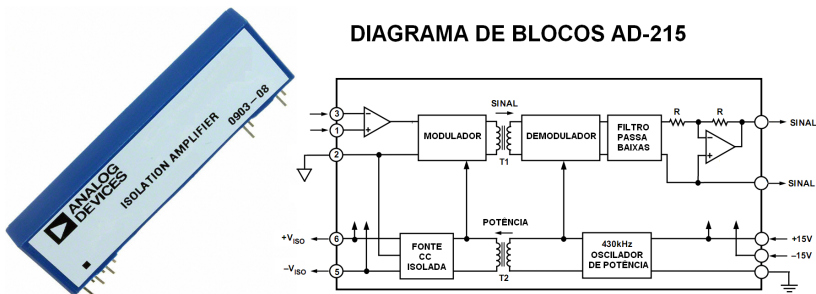 ANALOG
DEVICES
ISOLATION AMPLIFIER 0903-08
DIAGRAMA DE BLOCOS AD-215
3
1
2
6
5
+VISO
-VISO
MODULADOR
SINAL
T1
DEMODULADOR
FILTRO
PASSA
BAIXAS
R
R
SINAL
SINAL
FONTE
CC
ISOLADA
POTÊNCIA
T2
430kHz
OSCILADOR
DE POTÊNCIA
+15V
-15V